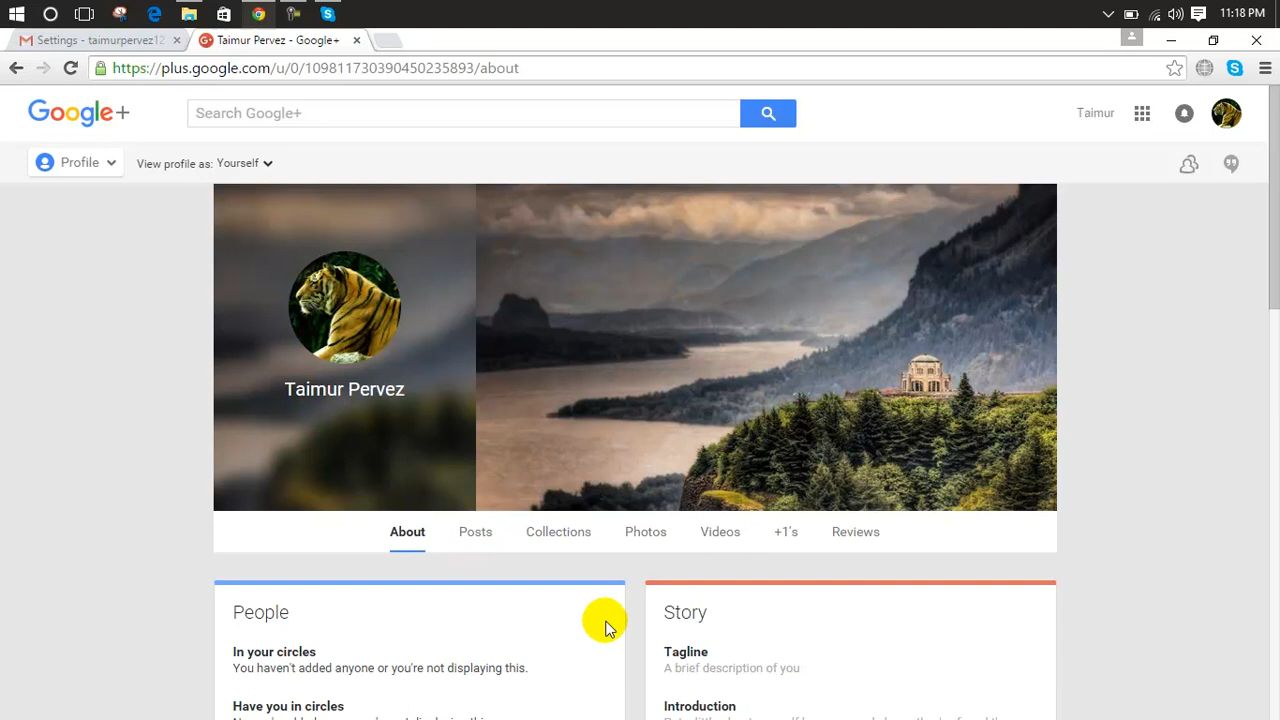 11:18 PM
Settings - taimurpervez12
Taimur Pervez - Google+
https://plus.google.com/u/0/109811730390450235893/about
Google+
Search Google+
Taimur
Profile
View profile as: Yourself
Taimur Pervez
About
Posts
Collections
Photos
Videos
+1's
Reviews
People
In your circles
You haven't added anyone or you're not displaying this.
Have you in circles
Story
Tagline
A brief description of you
Introduction